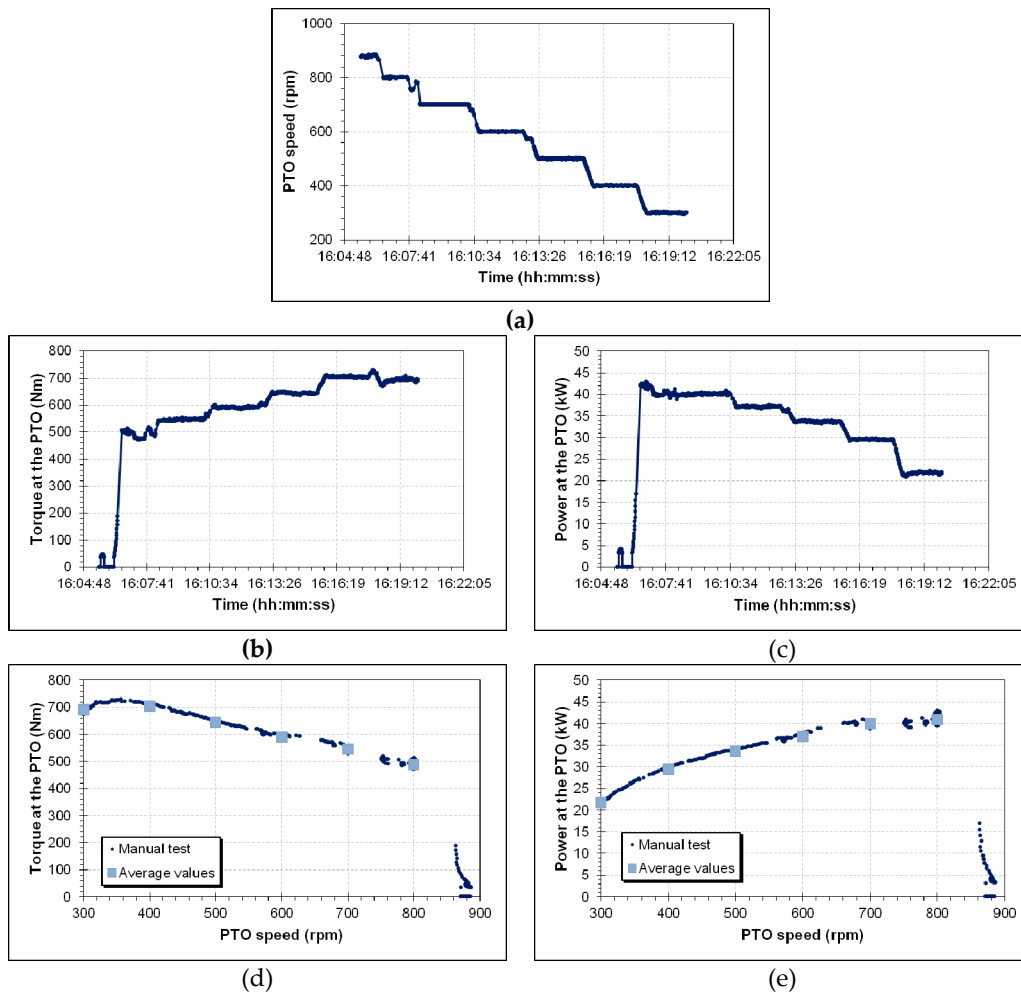 1000
800
600
400
200
PTO speed (rpm)
16:04:48 16:07:41 16:10:34 16:13:26 16:16:19 16:19:12 16:22:05
Time (hh:mm:ss)
(a)
800
700
600
500
400
300
200
100
0
Torque at the PTO (Nm)
16:04:48 16:07:41 16:10:34 16:13:26 16:16:19 16:19:12 16:22:05
Time (hh:mm:ss)
(b)
50
45
40
35
30
25
20
15
10
5
0
Power at the PTO (kW)
16:04:48 16:07:41 16:10:34 16:13:26 16:16:19 16:19:12 16:22:05
Time (hh:mm:ss)
(c)
800
700
600
500
400
300
200
100
0
Torque at the PTO (Nm)
Manual test
Average values
300 400 500 600 700 800 900
PTO speed (rpm)
(d)
50
45
40
35
30
25
20
15
10
5
0
Power at the PTO (kW)
Manual test
Average values
300 400 500 600 700 800 900
PTO speed (rpm)
(e)